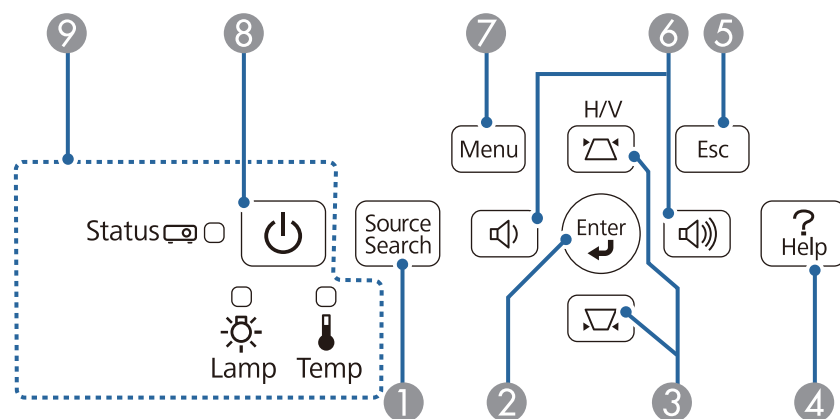 9
8
7
6
5
H/V
Menu
Esc
Status
Source
Search
Enter
?
Help
Lamp
Temp
1
2
3
4